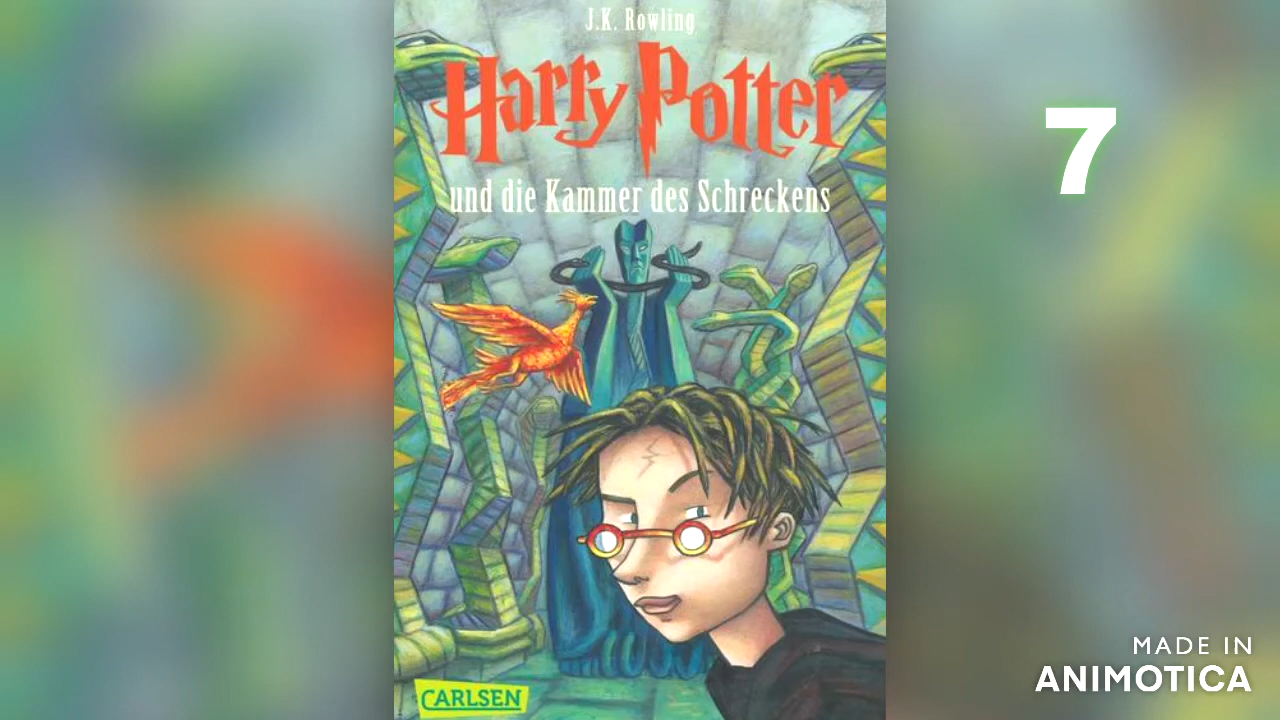 J.K. Rowling
Harry Potter
und die Kammer des Schreckens
7
CARLSEN
MADE IN
ANIMOTICA